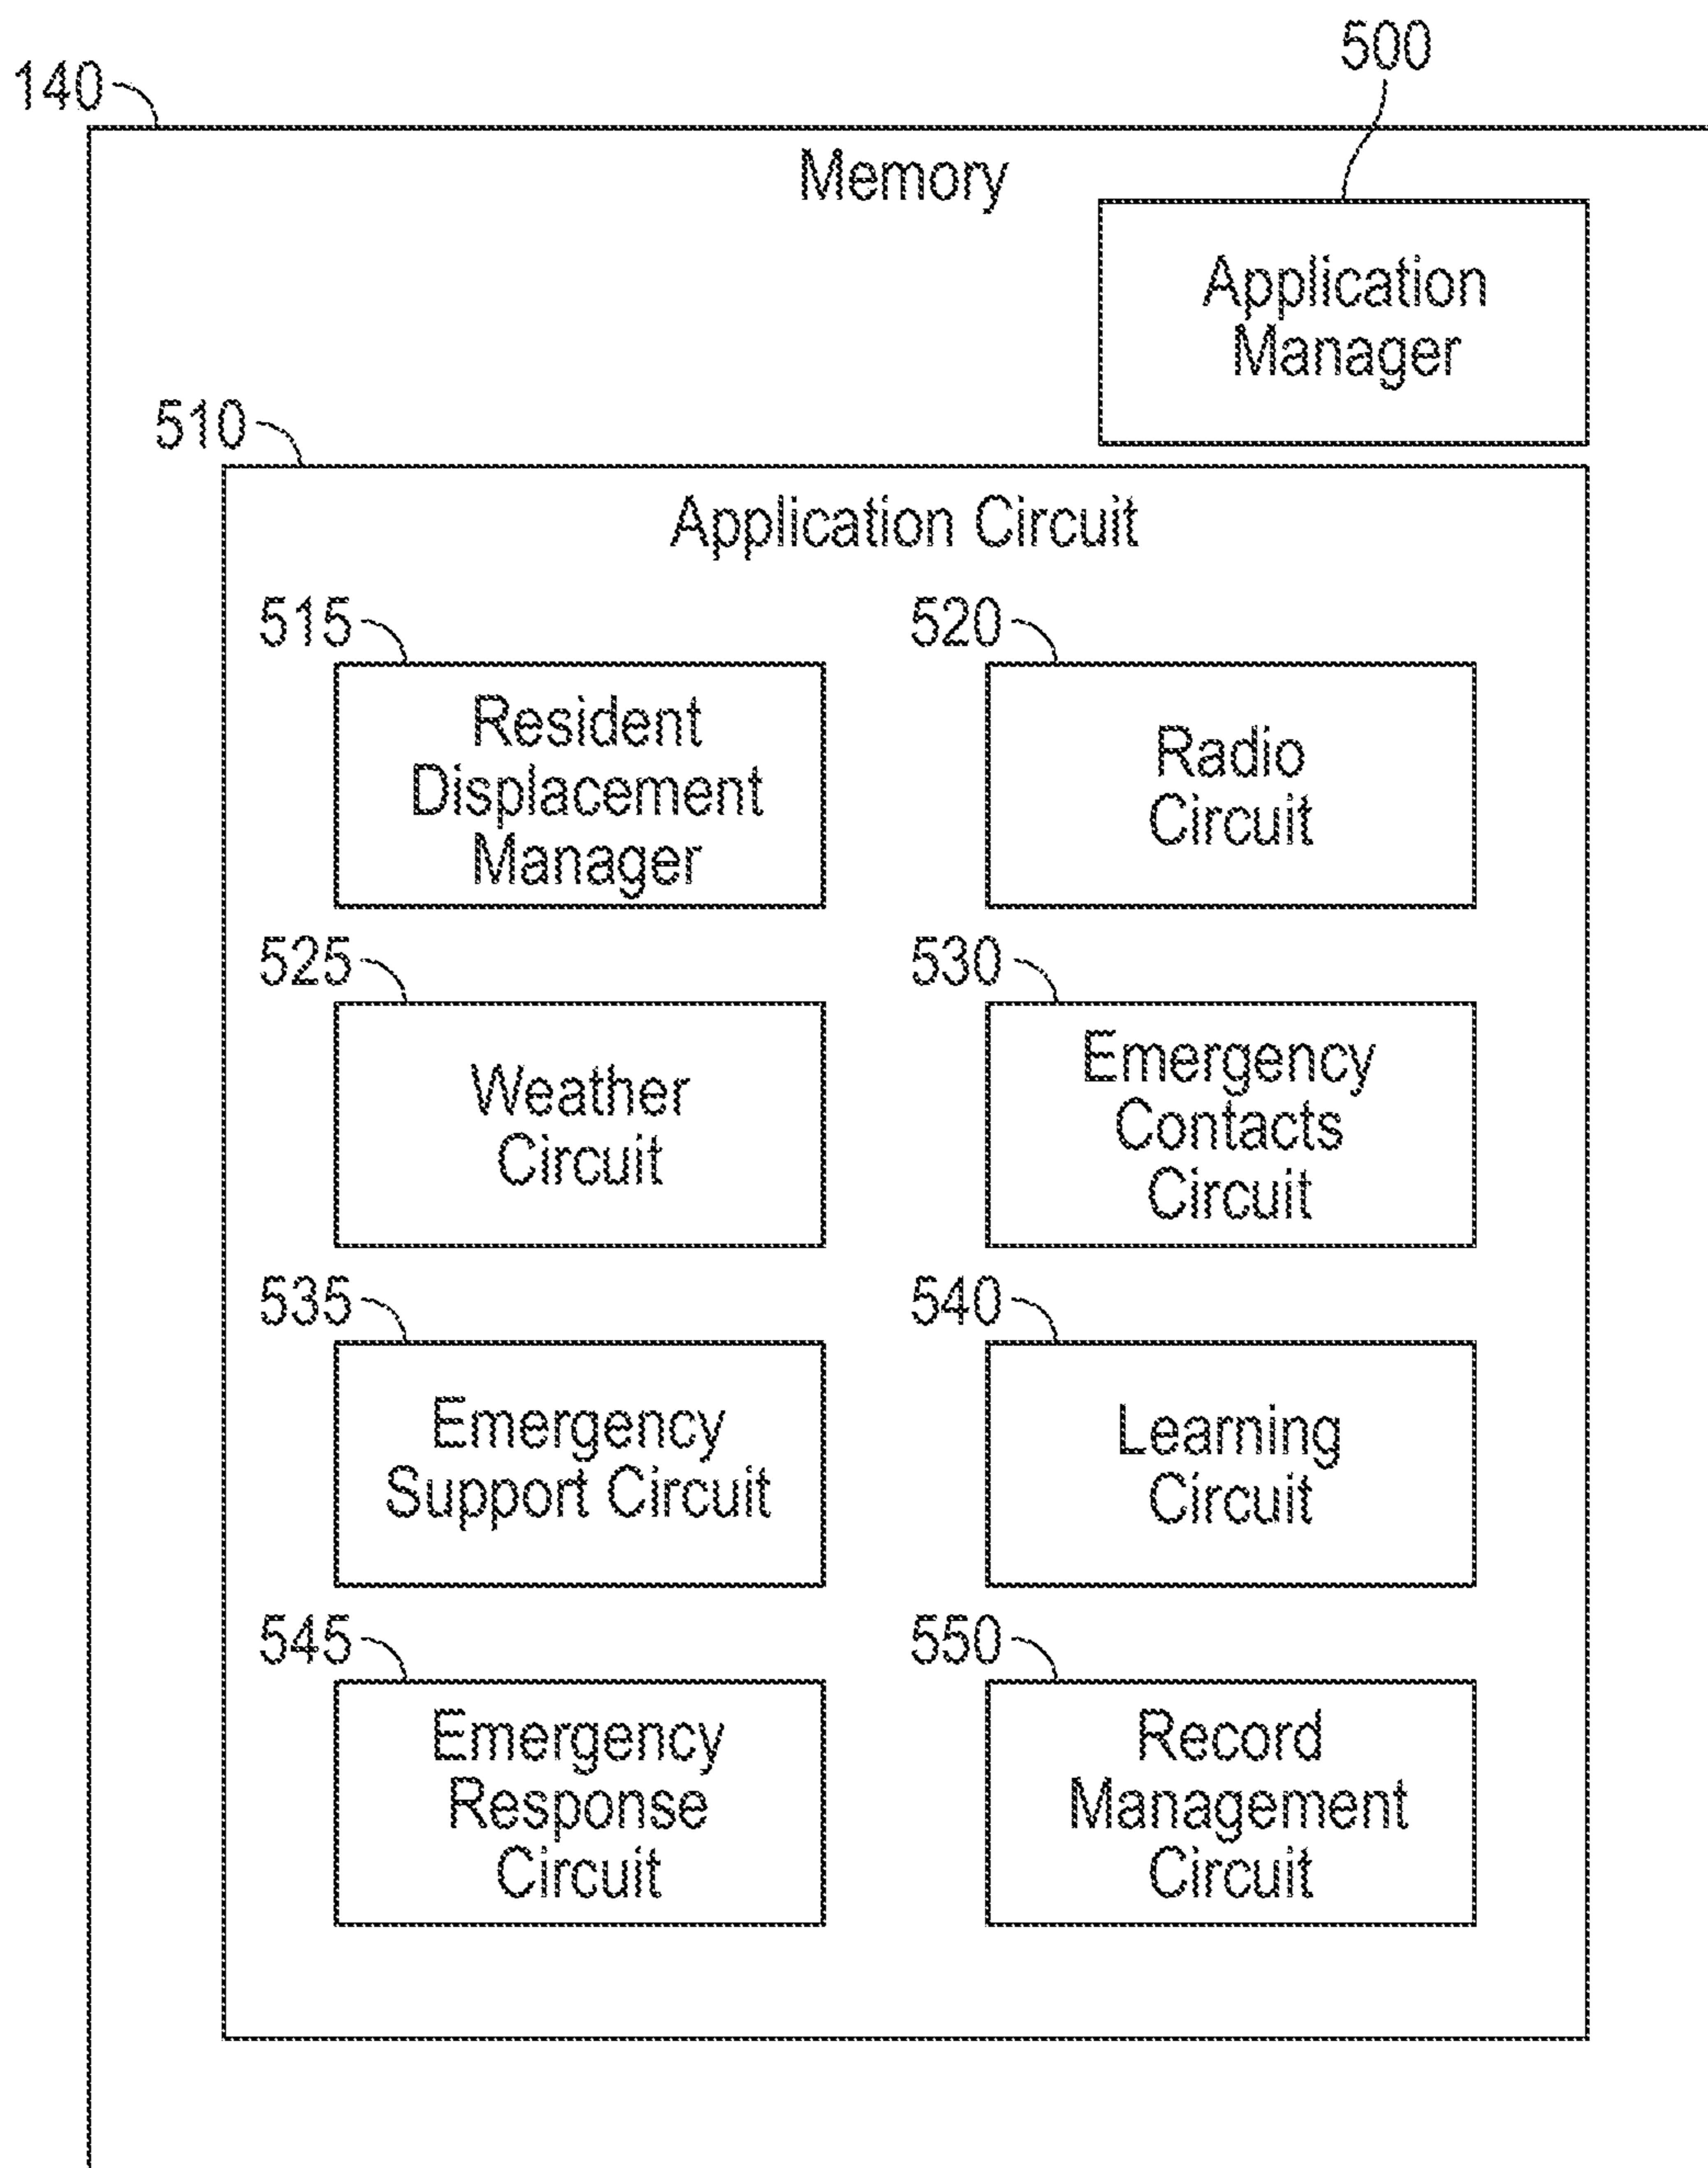 500
140
Memory
Application
Manager
510
Application Circuit
515
520
Resident
Displacement
Manager
Radio
Circuit
525
530
Weather
Circuit
Emergency
Contacts
Circuit
535
540
Emergency
Support Circuit
Learning
Circuit
545
550
Emergency
Response
Circuit
Record
Management
Circuit